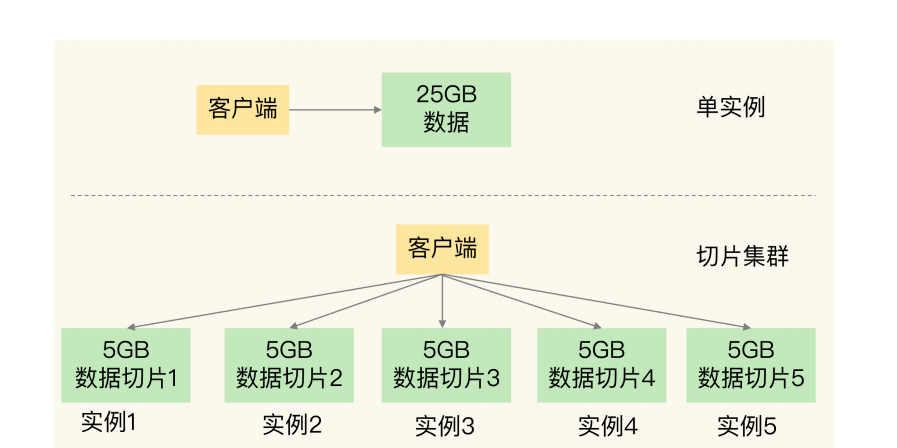 客户端
25GB
数据
单实例
客户端
切片集群
5GB
数据切片1
5GB
数据切片2
5GB
数据切片3
5GB
数据切片4
5GB
数据切片5
实例1
实例2
实例3
实例4
实例5